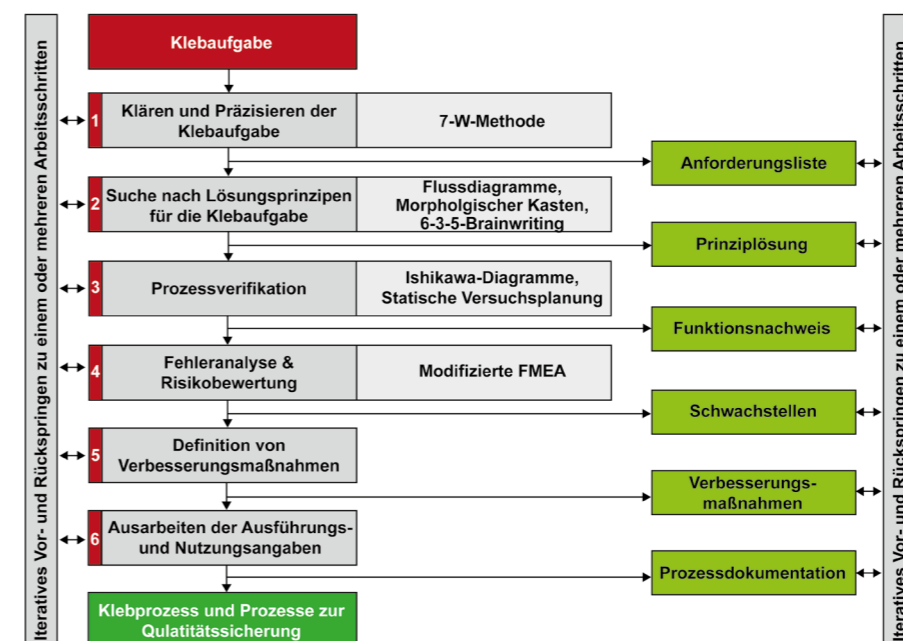 Iteratives Vor- und Rückspringen zu einem oder mehreren Arbeitsschritten
Klebaufgabe
1
Klären und Präzisieren der
Klebaufgabe
7-W-Methode
Anforderungsliste
2
Suche nach Lösungsprinzipen
für die Klebaufgabe
Flussdiagramme,
Morphologischer Kasten,
6-3-5-Brainwriting
Prinziplösung
3
Prozessverifikation
Ishikawa-Diagramme,
Statische Versuchsplanung
Funktionsnachweis
4
Fehleranalyse &
Risikobewertung
Modifizierte FMEA
Schwachstellen
5
Definition von
Verbesserungsmaßnahmen
Verbesserungs-
maßnahmen
6
Ausarbeiten der Ausführungs-
und Nutzungsangaben
Prozessdokumentation
Klebprozess und Prozesse zur
Qulatitätssicherung
Iteratives Vor- und Rückspringen zu einem oder mehreren Arbeitsschritten